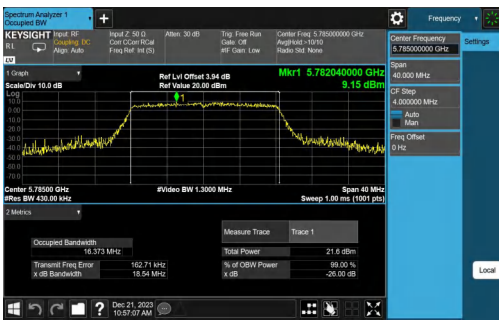 Spectrum Analyzer 1
Occupied BW
+
Frequency
KEYSIGHT Input: RF Input Z: 50 Ω Atten: 30 dB Trig: Free Run Center Freq: 5.785000000 GHz
RL Coupling: DC Corr CCorr RCal Gate: Off Avg|Hold:>10/10
Align: Auto Freq Ref: Int (S) #IF Gain: Low Radio Std: None
Center Frequency
5.785000000 GHz
Settings
Span
40.000 MHz
CF Step
4.000000 MHz
Auto
Man
Freq Offset
0 Hz
Local
1 Graph
Ref Lvl Offset 3.94 dB
Mkr1 5.782040000 GHz
Scale/Div 10.0 dB
Ref Value 20.00 dBm
9.15 dBm
Log
10.0
0.00
-10.0
-20.0
-30.0
-40.0
-50.0
-60.0
-70.0
1
Center 5.78500 GHz
#Video BW 1.3000 MHz
Span 40 MHz
#Res BW 430.00 kHz
Sweep 1.00 ms (1001 pts)
2 Metrics
Measure Trace Trace 1
Occupied Bandwidth
16.373 MHz
Total Power 21.6 dBm
Transmit Freq Error 162.71 kHz
% of OBW Power 99.00 %
x dB Bandwidth 18.54 MHz
x dB -26.00 dB
?
Dec 21, 2023
10:57:07 AM